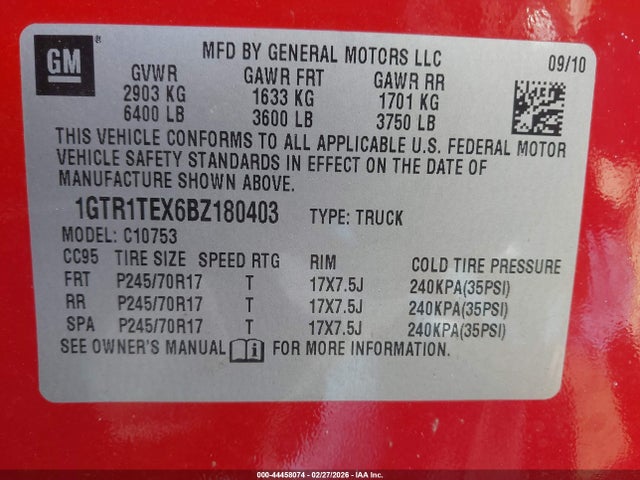 GM
®
MFD BY GENERAL MOTORS LLC
09/10
GVWR GAWR FRT GAWR RR
2903 KG 1633 KG 1701 KG
6400 LB 3600 LB 3750 LB
THIS VEHICLE CONFORMS TO ALL APPLICABLE U.S. FEDERAL MOTOR
VEHICLE SAFETY STANDARDS IN EFFECT ON THE DATE OF
MANUFACTURE SHOWN ABOVE.
1GTR1TEX6BZ180403 TYPE: TRUCK
MODEL: C10753
CC95 TIRE SIZE SPEED RTG RIM COLD TIRE PRESSURE
FRT P245/70R17 T 17X7.5J 240KPA(35PSI)
RR P245/70R17 T 17X7.5J 240KPA(35PSI)
SPA P245/70R17 T 17X7.5J 240KPA(35PSI)
SEE OWNER'S MANUAL i FOR MORE INFORMATION.
000-44458074 - 02/27/2026 - IAA Inc.